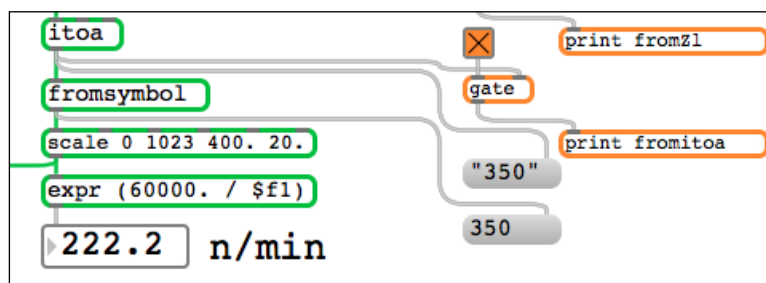 itoa
print fromZl
gate
fromsymbol
scale 0 1023 400. 20.
print fromitoa
"350"
expr (60000. / $f1)
350
222.2 n/min